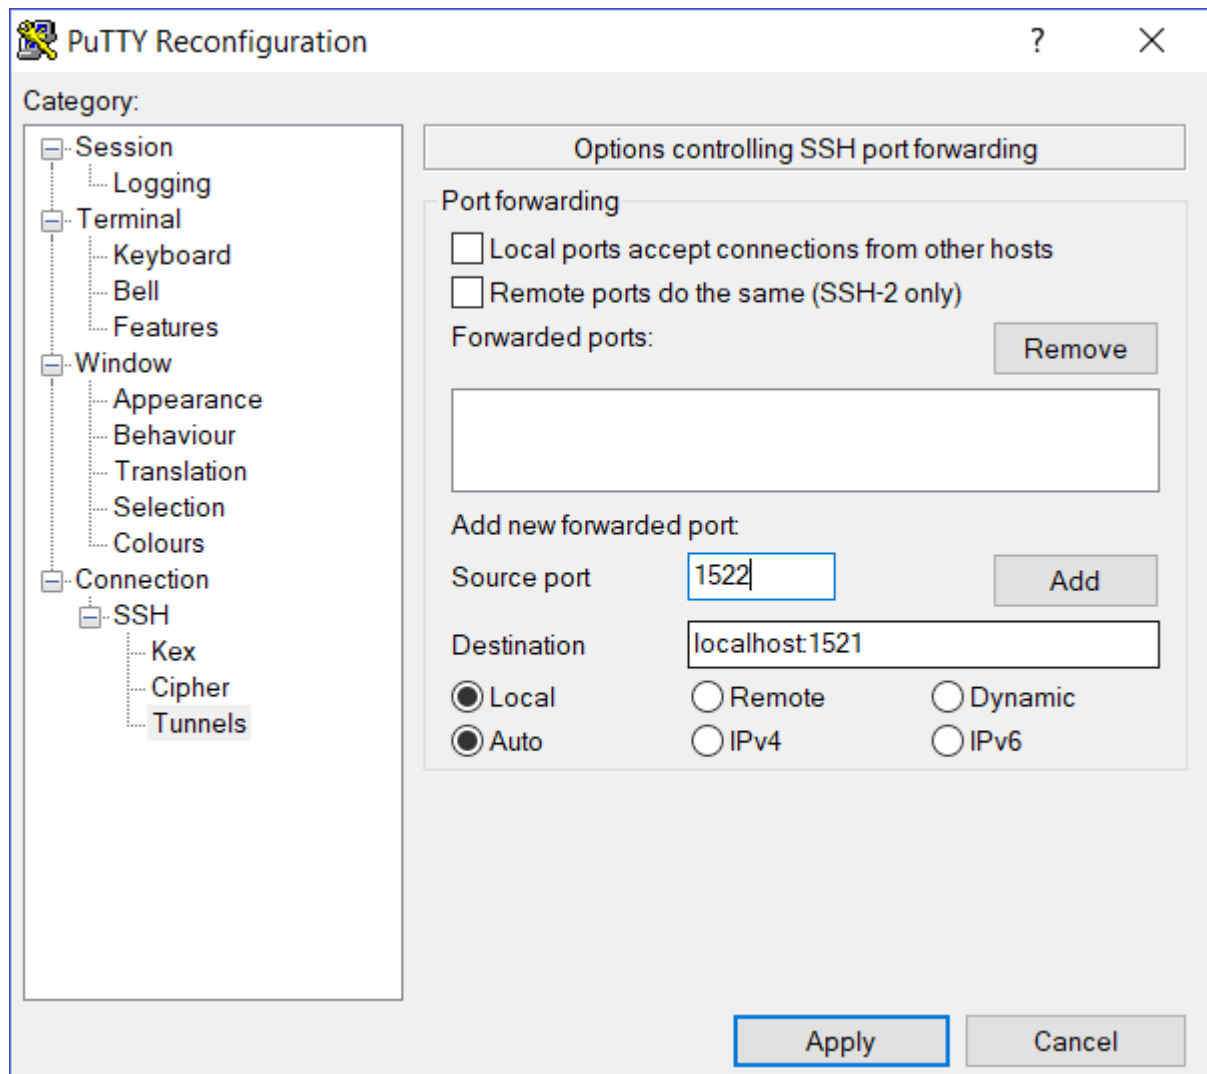 PuTTY Reconfiguration
?
Category:
Session
Logging
Terminal
Keyboard
Bell
Features
Window
Appearance
Behaviour
Translation
Selection
Colours
Connection
SSH
Kex
Cipher
Tunnels
Options controlling SSH port forwarding
Port forwarding
Local ports accept connections from other hosts
Remote ports do the same (SSH-2 only)
Forwarded ports:
Remove
Add new forwarded port:
Source port 1522 Add
Destination localhost:1521
Local Remote Dynamic
Auto IPv4 IPv6
Apply Cancel